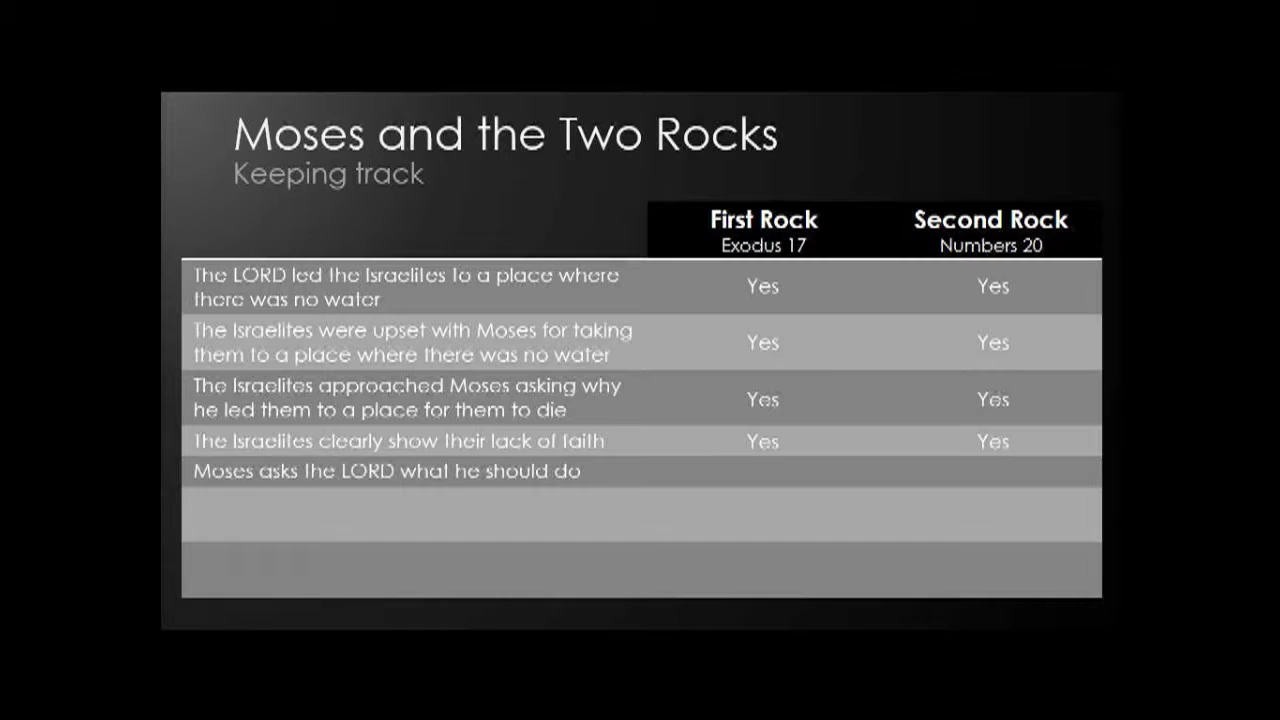 Moses and the Two Rocks
Keeping track
First Rock
Second Rock
Exodus 17
Numbers 20
The LORD led the Israelites to a place where
there was no water
Yes
Yes
The Israelites were upset with Moses for taking
them to a place where there was no water
Yes
Yes
The Israelites approached Moses asking why
he led them to a place for them to die
Yes
Yes
The Israelites clearly show their lack of faith
Yes
Yes
Moses asks the LORD what he should do